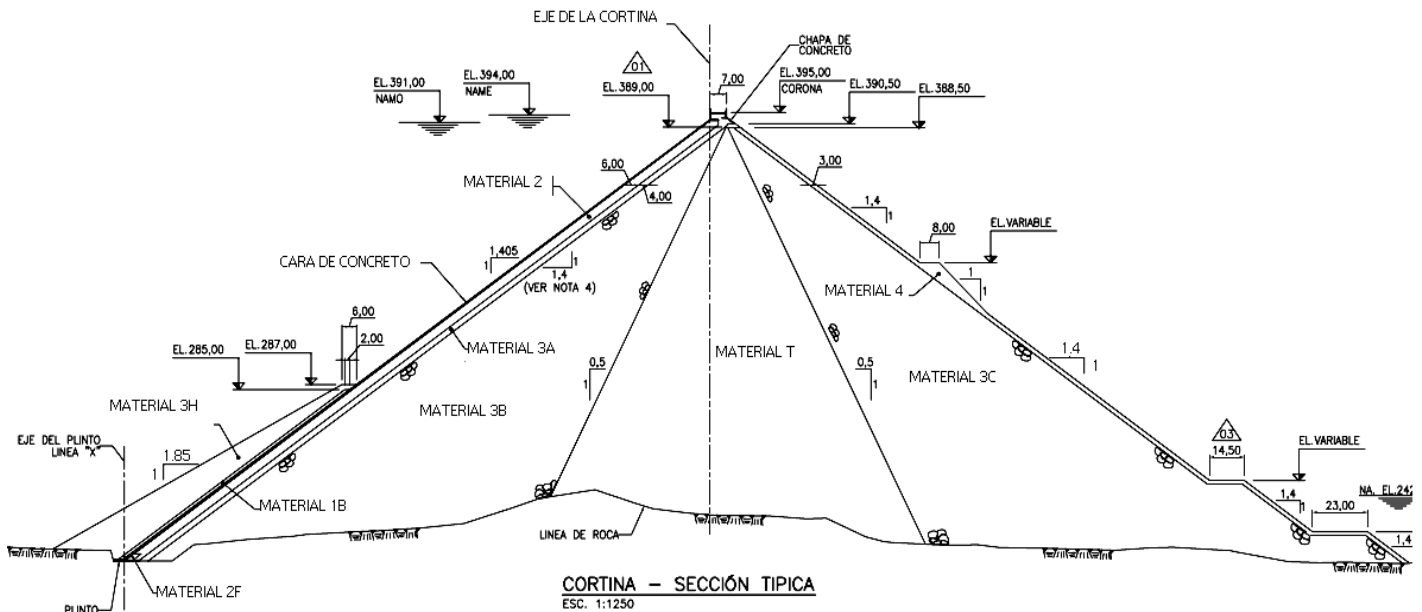 EJE DE LA CORTINA
CHAPA DE
CONCRETO
01
7,00
EL.391,00
NAMO
EL.394,00
NAME
EL.389,00
EL.395,00
CORONA
EL.390,50
EL.388,50
6,00
4,00
3,00
MATERIAL 2
1,4
1
8,00
EL.VARIABLE
CARA DE CONCRETO
1,405
1
1
1,4
(VER NOTA 4)
MATERIAL 4
1
1
6,00
2,00
EL.285,00
EL.287,00
MATERIAL 3A
MATERIAL T
MATERIAL 3C
1.4
1
0,5
1
0,5
1
MATERIAL 3H
MATERIAL 3B
EJE DEL PLINTO
LINEA "X"
1.85
1
03
14,50
EL.VARIABLE
MATERIAL 1B
1,4
1
23,00
NA. EL.242
LINEA DE ROCA
1,4
MATERIAL 2F
PLINTO
CORTINA – SECCIÓN TIPICA
ESC. 1:1250